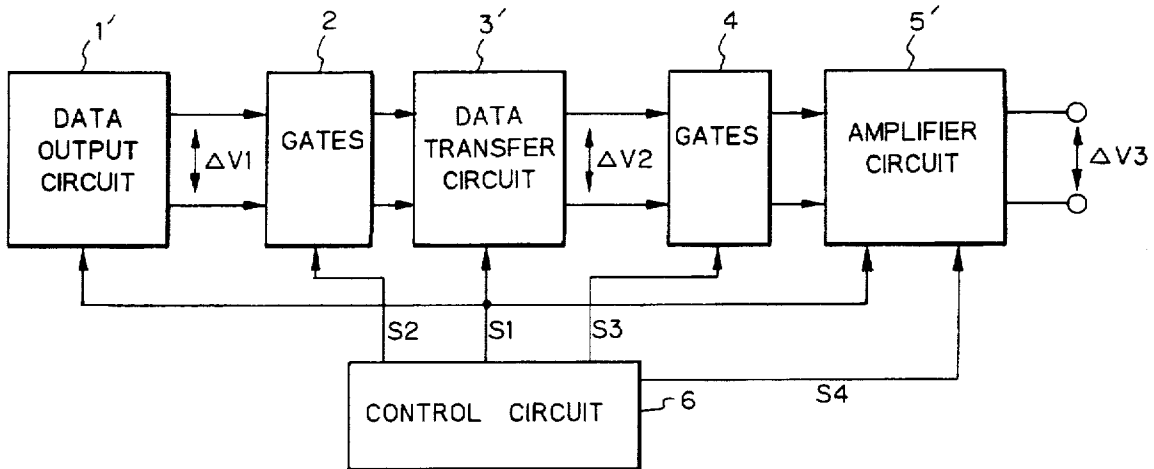 1′
2
3′
4
5′
DATA
OUTPUT
CIRCUIT
△V1
GATES
DATA
TRANSFER
CIRCUIT
△V2
GATES
AMPLIFIER
CIRCUIT
△V3
S2
S1
S3
S4
CONTROL CIRCUIT
6